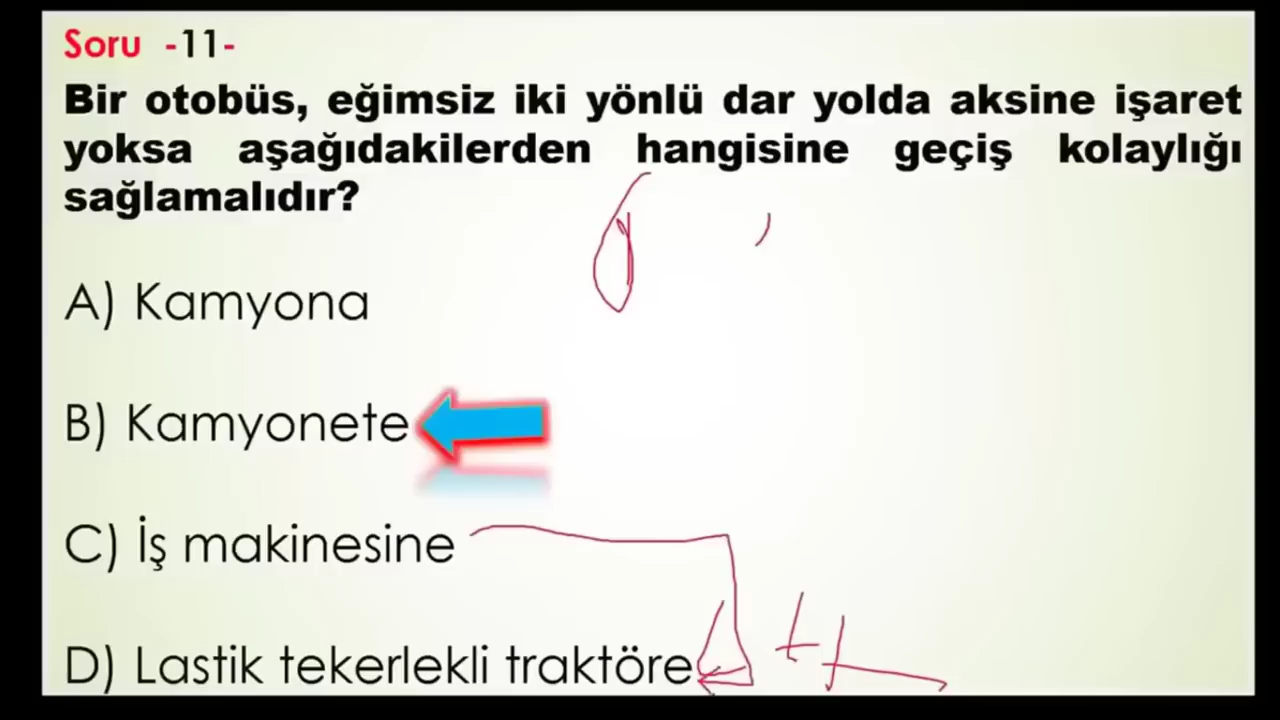 Soru -11-
Bir otobüs, eğimsiz iki yönlü dar yolda aksine işaret
yoksa aşağıdakilerden hangisine geçiş kolaylığı
sağlamalıdır?
A) Kamyona
B) Kamyonete
C) İş makinesine
D) Lastik tekerlekli traktöre